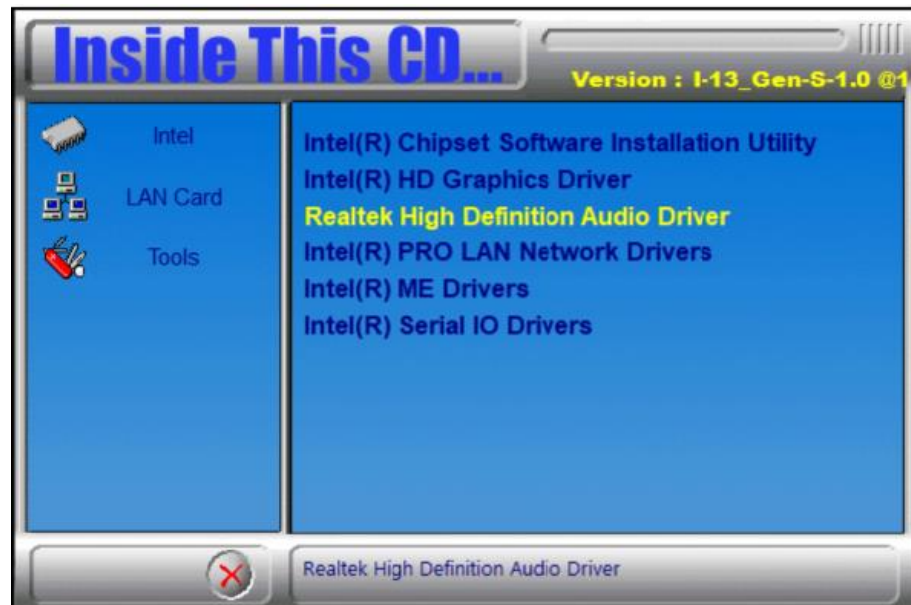 Inside This CD...
Version : I-13_Gen-S-1.0 @1
Intel
LAN Card
Tools
Intel(R) Chipset Software Installation Utility
Intel(R) HD Graphics Driver
Realtek High Definition Audio Driver
Intel(R) PRO LAN Network Drivers
Intel(R) ME Drivers
Intel(R) Serial IO Drivers
Realtek High Definition Audio Driver